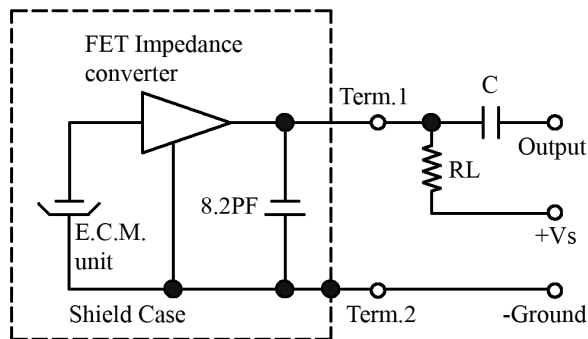 FET Impedance
converter
Term.1
C
Output
RL
8.2PF
E.C.M.
unit
+Vs
Shield Case
Term.2
-Ground